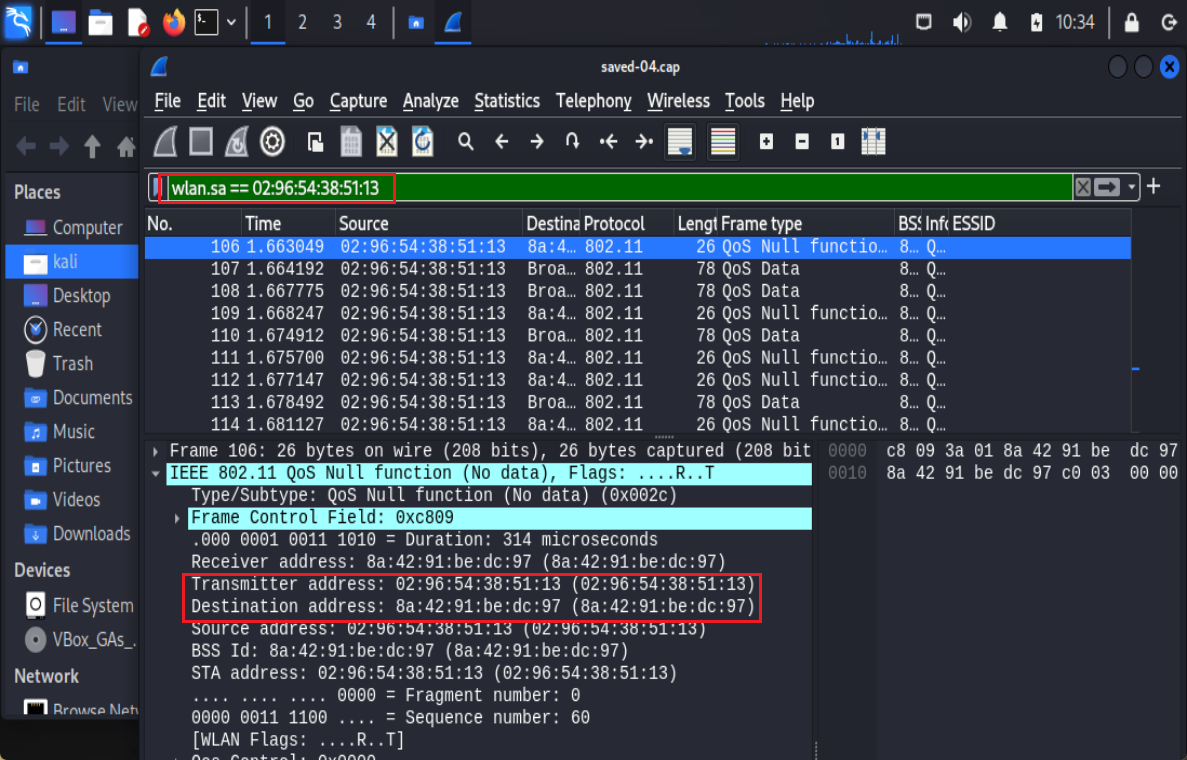 1 2 3 4 10:34
saved-04.cap
File Edit View
File Edit View Go Capture Analyze Statistics Telephony Wireless Tools Help
Places
Computer
kali
Desktop
Recent
Trash
Documents
Music
Pictures
Videos
Downloads
Devices
File System
VBox_GAs_...
Network
Browse Netw
wlan.sa == 02:96:54:38:51:13
No. Time Source Destina Protocol Lengt Frame type BSS Info ESSID
106 1.663049 02:96:54:38:51:13 8a:4… 802.11 26 QoS Null functio… 8… Q…
107 1.664192 02:96:54:38:51:13 Broa… 802.11 78 QoS Data 8… Q…
108 1.667775 02:96:54:38:51:13 Broa… 802.11 78 QoS Data 8… Q…
109 1.668247 02:96:54:38:51:13 8a:4… 802.11 26 QoS Null functio… 8… Q…
110 1.674912 02:96:54:38:51:13 Broa… 802.11 78 QoS Data 8… Q…
111 1.675700 02:96:54:38:51:13 8a:4… 802.11 26 QoS Null functio… 8… Q…
112 1.677147 02:96:54:38:51:13 8a:4… 802.11 26 QoS Null functio… 8… Q…
113 1.678492 02:96:54:38:51:13 Broa… 802.11 78 QoS Data 8… Q…
114 1.681127 02:96:54:38:51:13 8a:4… 802.11 26 QoS Null functio… 8… Q…
Frame 106: 26 bytes on wire (208 bits), 26 bytes captured (208 bit
IEEE 802.11 QoS Null function (No data), Flags: ....R..T
Type/Subtype: QoS Null function (No data) (0x002c)
Frame Control Field: 0xc809
.000 0001 0011 1010 = Duration: 314 microseconds
Receiver address: 8a:42:91:be:dc:97 (8a:42:91:be:dc:97)
Transmitter address: 02:96:54:38:51:13 (02:96:54:38:51:13)
Destination address: 8a:42:91:be:dc:97 (8a:42:91:be:dc:97)
Source address: 02:96:54:38:51:13 (02:96:54:38:51:13)
BSS Id: 8a:42:91:be:dc:97 (8a:42:91:be:dc:97)
STA address: 02:96:54:38:51:13 (02:96:54:38:51:13)
.... .... .... 0000 = Fragment number: 0
0000 0011 1100 .... = Sequence number: 60
[WLAN Flags: ....R..T]
Qos Control: 0x0000
0000 c8 09 3a 01 8a 42 91 be dc 97
0010 8a 42 91 be dc 97 c0 03 00 00